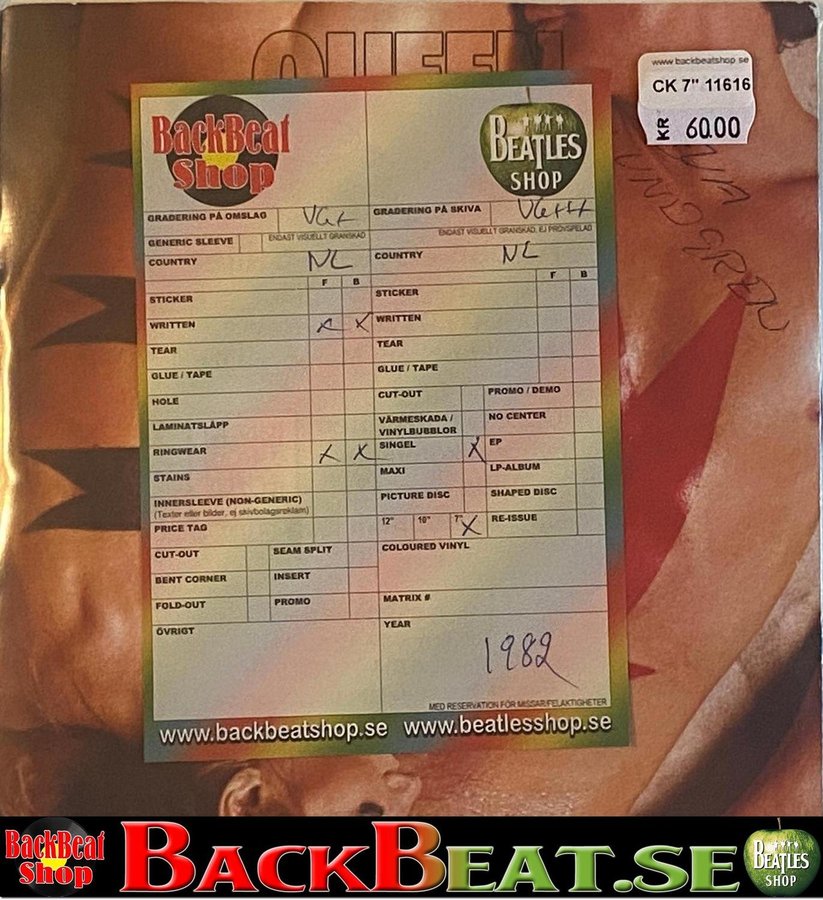 QUEEN
www.backbeatshop.se
CK 7" 11616
KR 60.00
UNDGREN
BackBeat Shop
BEATLES SHOP
GRADERING PÅ OMSLAG VG+
GRADERING PÅ SKIVA VG++
GENERIC SLEEVE ENDAST VISUELLT GRANSKAD
ENDAST VISUELLT GRANSKAD, EJ PROVSPELAD
COUNTRY NL
COUNTRY NL
F B
F B
STICKER
STICKER
WRITTEN X X
WRITTEN
TEAR
TEAR
GLUE / TAPE
GLUE / TAPE
HOLE
CUT-OUT
PROMO / DEMO
LAMINATSLÄPP
VÄRMESKADA / VINYLBUBBLOR
NO CENTER
RINGWEAR X X
SINGEL X
EP
STAINS
MAXI
LP-ALBUM
INNERSLEEVE (NON-GENERIC)
(Texter eller bilder, ej skivbolagsreklam)
PICTURE DISC
SHAPED DISC
PRICE TAG
12" 10" 7" X
RE-ISSUE
CUT-OUT
SEAM SPLIT
COLOURED VINYL
BENT CORNER
INSERT
FOLD-OUT
PROMO
MATRIX #
ÖVRIGT
YEAR
1982
MED RESERVATION FÖR MISSAR/FELAKTIGHETER
www.backbeatshop.se www.beatlesshop.se
BackBeat Shop
BACKBEAT.SE
BEATLES SHOP